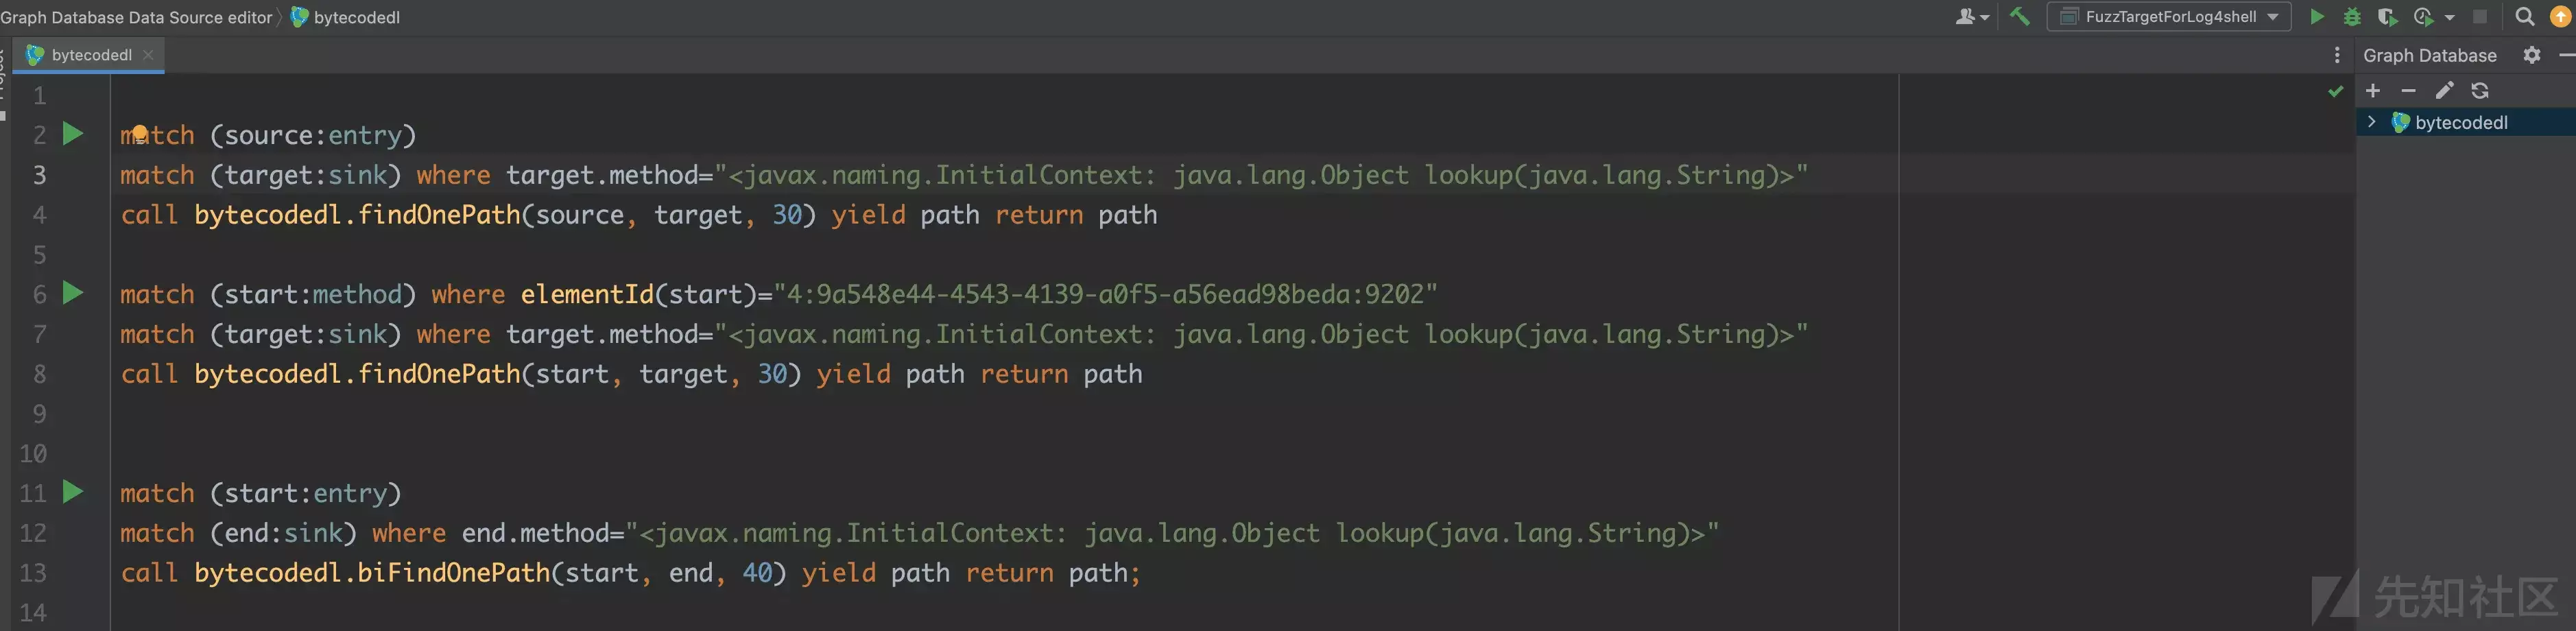 Graph Database Data Source editor bytecodedl
FuzzTargetForLog4shell
bytecodedl
Graph Database
bytecodedl
1
2 match (source:entry)
3 match (target:sink) where target.method="<javax.naming.InitialContext: java.lang.Object lookup(java.lang.String)>"
4 call bytecodedl.findOnePath(source, target, 30) yield path return path
5
6 match (start:method) where elementId(start)="4:9a548e44-4543-4139-a0f5-a56ead98beda:9202"
7 match (target:sink) where target.method="<javax.naming.InitialContext: java.lang.Object lookup(java.lang.String)>"
8 call bytecodedl.findOnePath(start, target, 30) yield path return path
9
10
11 match (start:entry)
12 match (end:sink) where end.method="<javax.naming.InitialContext: java.lang.Object lookup(java.lang.String)>"
13 call bytecodedl.biFindOnePath(start, end, 40) yield path return path;
14
先知社区